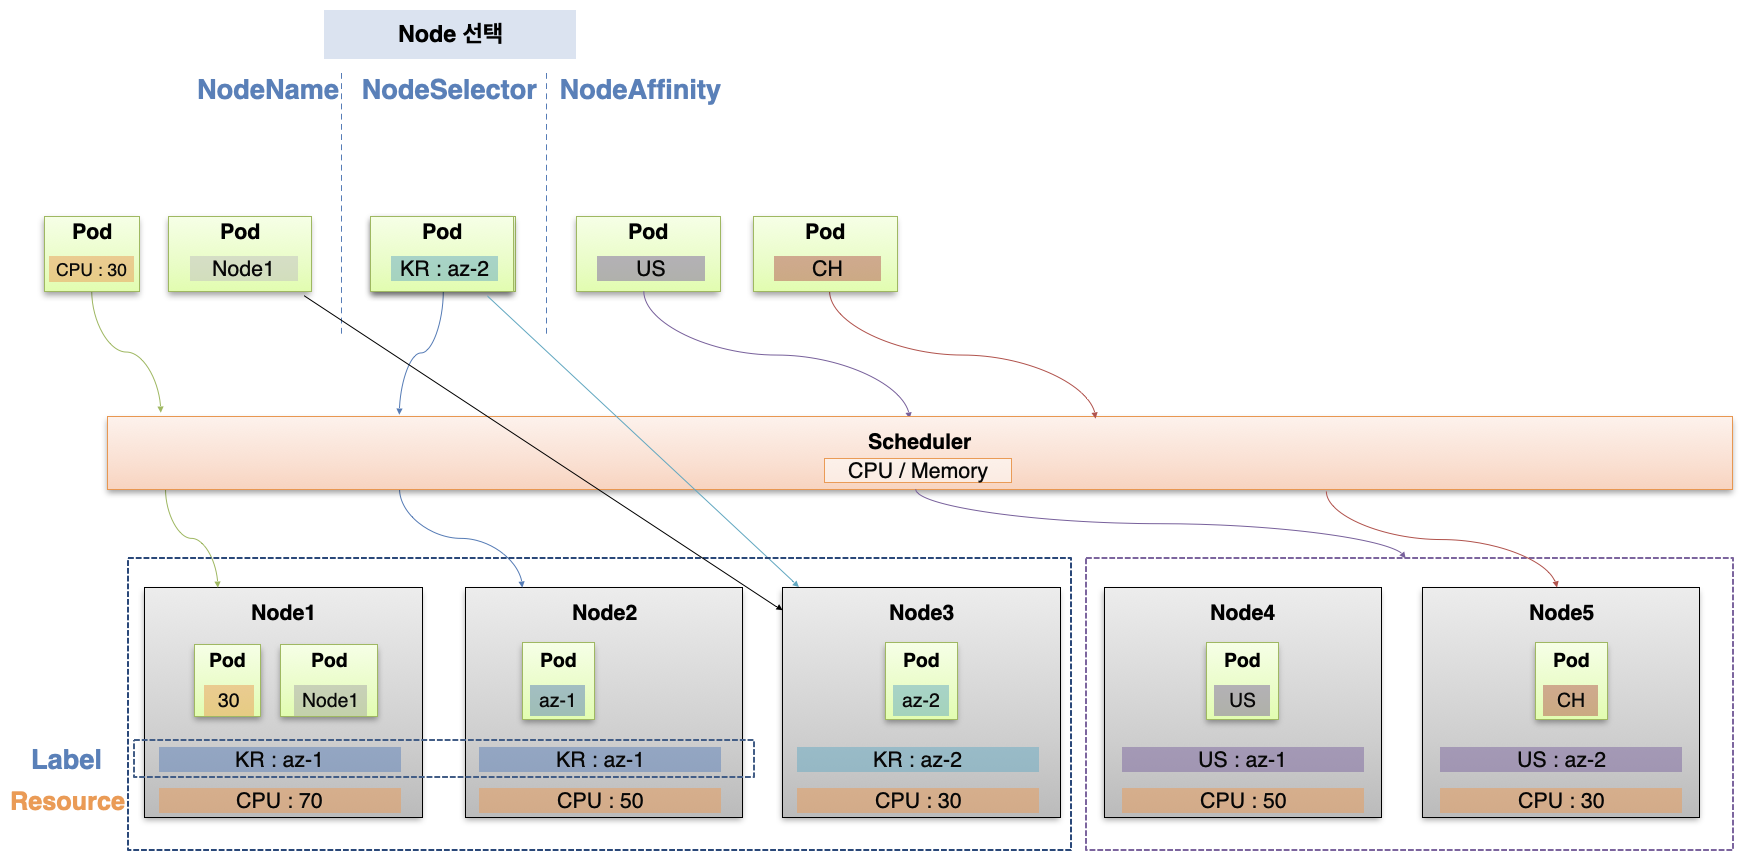 Node 선택
NodeName
NodeSelector
NodeAffinity
Pod
CPU : 30
Pod
Node1
Pod
KR : az-2
Pod
US
Pod
CH
Scheduler
CPU / Memory
Node1
Pod
30
Pod
Node1
KR : az-1
CPU : 70
Node2
Pod
az-1
KR : az-1
CPU : 50
Node3
Pod
az-2
KR : az-2
CPU : 30
Node4
Pod
US
US : az-1
CPU : 50
Node5
Pod
CH
US : az-2
CPU : 30
Label
Resource